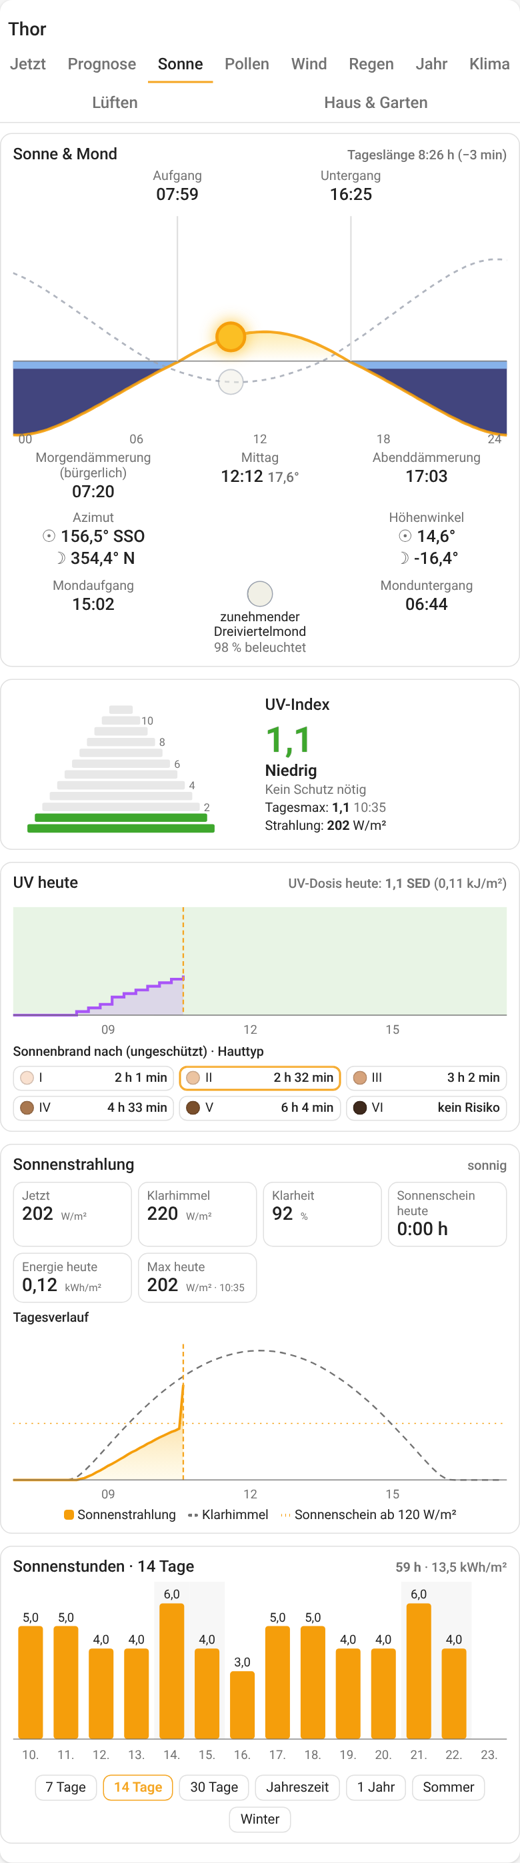 Thor
Jetzt Prognose Sonne Pollen Wind Regen Jahr Klima
Lüften Haus & Garten
Sonne & Mond Tageslänge 8:26 h (−3 min)
Aufgang Untergang
07:59 16:25
00 06 12 18 24
Morgendämmerung Mittag Abenddämmerung
(bürgerlich) 12:12 17,6° 17:03
07:20
Azimut Höhenwinkel
☉ 156,5° SSO ☉ 14,6°
☽ 354,4° N ☽ -16,4°
Mondaufgang Monduntergang
15:02 06:44
zunehmender
Dreiviertelmond
98 % beleuchtet
UV-Index
10
8
6
4
2
1,1
Niedrig
Kein Schutz nötig
Tagesmax: 1,1 10:35
Strahlung: 202 W/m²
UV heute UV-Dosis heute: 1,1 SED (0,11 kJ/m²)
09 12 15
Sonnenbrand nach (ungeschützt) · Hauttyp
I 2 h 1 min II 2 h 32 min III 3 h 2 min
IV 4 h 33 min V 6 h 4 min VI kein Risiko
Sonnenstrahlung sonnig
Jetzt Klarhimmel Klarheit Sonnenschein heute
202 W/m² 220 W/m² 92 % 0:00 h
Energie heute Max heute
0,12 kWh/m² 202 W/m² · 10:35
Tagesverlauf
09 12 15
Sonnenstrahlung Klarhimmel Sonnenschein ab 120 W/m²
Sonnenstunden · 14 Tage 59 h · 13,5 kWh/m²
5,0 5,0 4,0 4,0 6,0 4,0 3,0 5,0 5,0 4,0 4,0 6,0 4,0
10. 11. 12. 13. 14. 15. 16. 17. 18. 19. 20. 21. 22. 23.
7 Tage 14 Tage 30 Tage Jahreszeit 1 Jahr Sommer
Winter